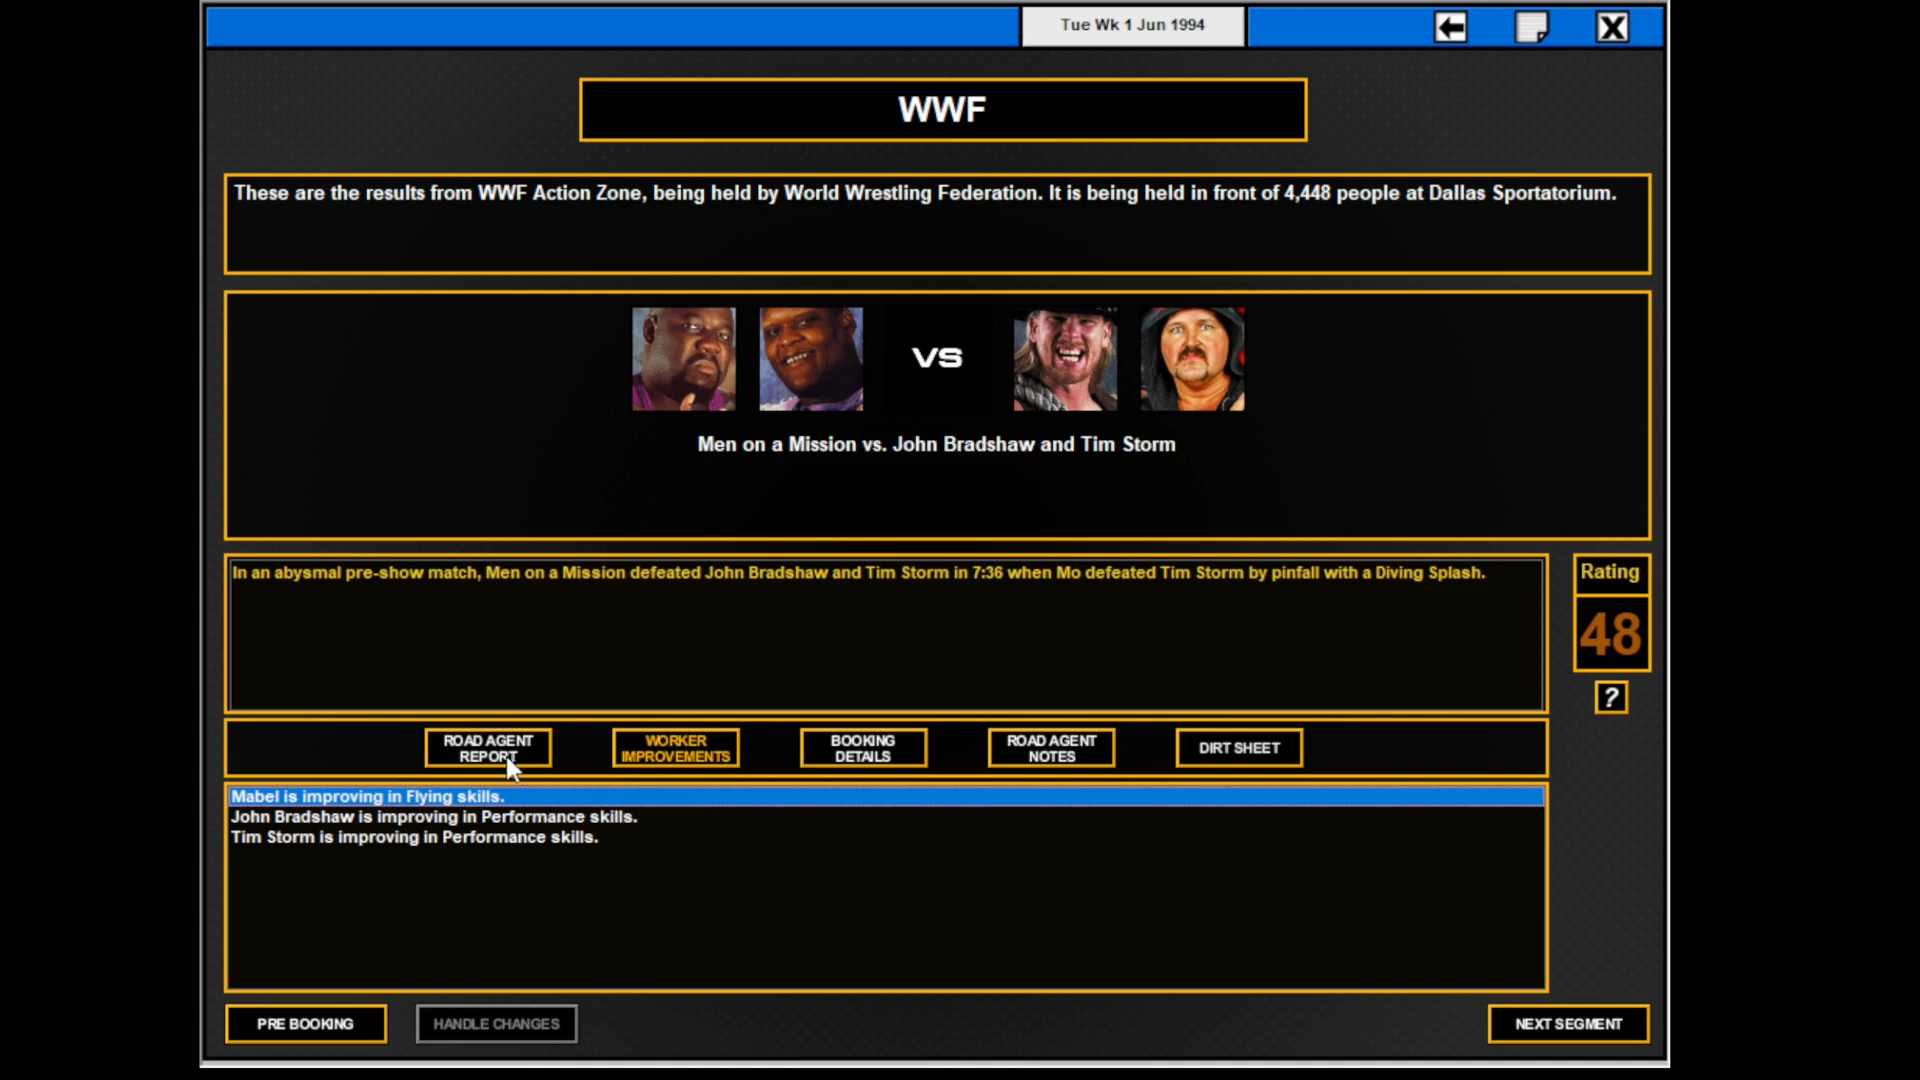 Tue Wk 1 Jun 1994
WWF
These are the results from WWF Action Zone, being held by World Wrestling Federation. It is being held in front of 4,448 people at Dallas Sportatorium.
VS
Men on a Mission vs. John Bradshaw and Tim Storm
In an abysmal pre-show match, Men on a Mission defeated John Bradshaw and Tim Storm in 7:36 when Mo defeated Tim Storm by pinfall with a Diving Splash.
Rating
48
?
ROAD AGENT
REPORT
WORKER
IMPROVEMENTS
BOOKING
DETAILS
ROAD AGENT
NOTES
DIRT SHEET
Mabel is improving in Flying skills.
John Bradshaw is improving in Performance skills.
Tim Storm is improving in Performance skills.
PRE BOOKING
HANDLE CHANGES
NEXT SEGMENT